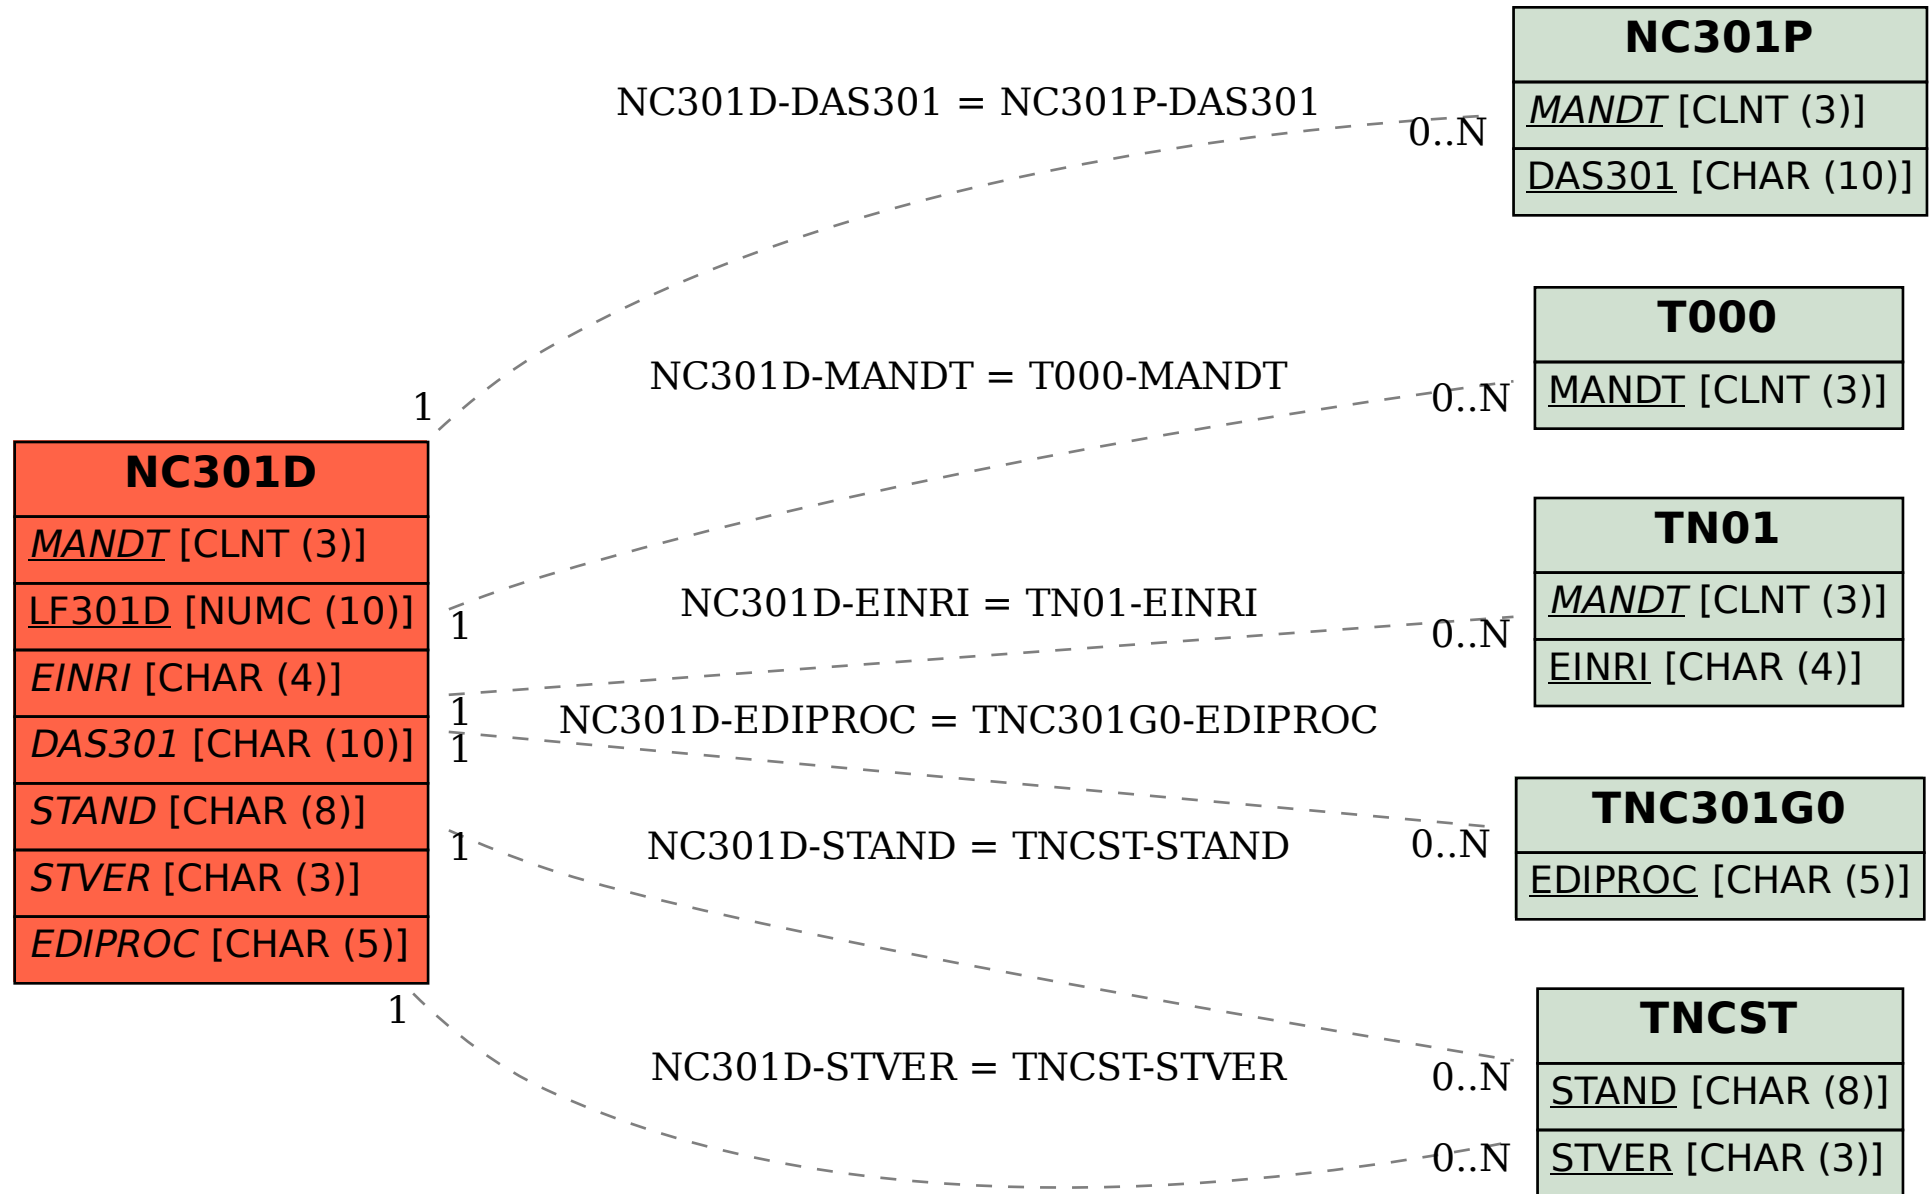 NC301P
MANDT [CLNT (3)]
DAS301 [CHAR (10)]
NC301D-DAS301 = NC301P-DAS301
0..N
1
T000
MANDT [CLNT (3)]
NC301D-MANDT = T000-MANDT
0..N
1
NC301D
MANDT [CLNT (3)]
LF301D [NUMC (10)]
EINRI [CHAR (4)]
DAS301 [CHAR (10)]
STAND [CHAR (8)]
STVER [CHAR (3)]
EDIPROC [CHAR (5)]
TN01
MANDT [CLNT (3)]
EINRI [CHAR (4)]
NC301D-EINRI = TN01-EINRI
0..N
1
NC301D-EDIPROC = TNC301G0-EDIPROC
1
0..N
TNC301G0
EDIPROC [CHAR (5)]
NC301D-STAND = TNCST-STAND
1
0..N
TNCST
STAND [CHAR (8)]
STVER [CHAR (3)]
NC301D-STVER = TNCST-STVER
1
0..N